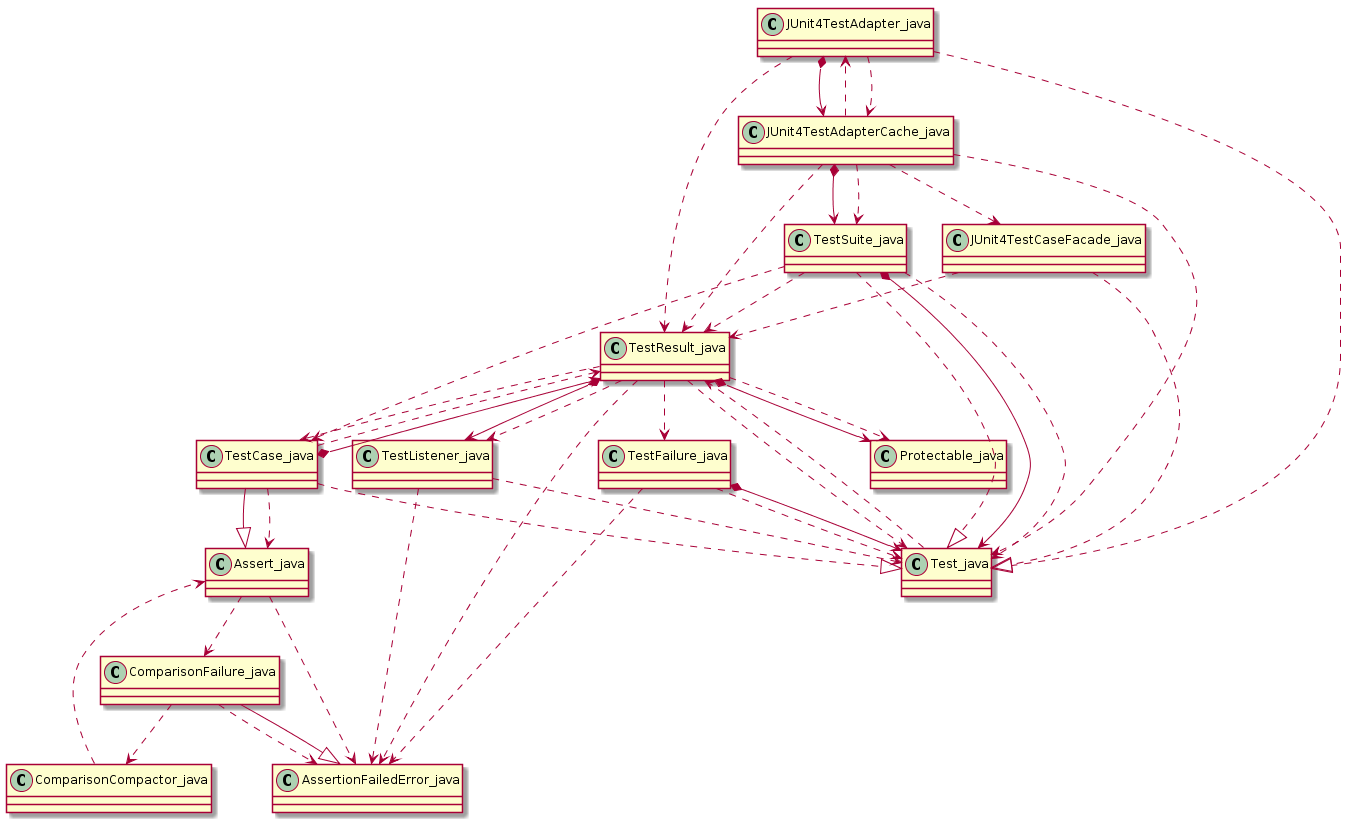 C JUnit4TestAdapter_java
C JUnit4TestAdapterCache_java
C TestSuite_java
C JUnit4TestCaseFacade_java
C TestResult_java
C TestCase_java
C TestListener_java
C TestFailure_java
C Protectable_java
C Assert_java
C Test_java
C ComparisonFailure_java
C ComparisonCompactor_java
C AssertionFailedError_java